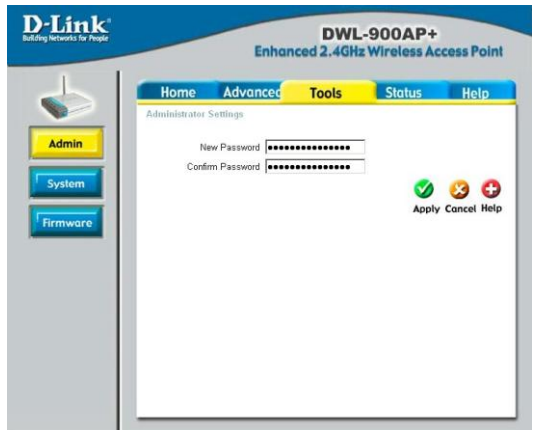 D-Link
Building Networks for People
DWL-900AP+
Enhanced 2.4GHz Wireless Access Point
Home Advanced Tools Status Help
Administrator Settings
Admin
System
Firmware
New Password ●●●●●●●●●●●●●●●
Confirm Password ●●●●●●●●●●●●●●●
Apply Cancel Help